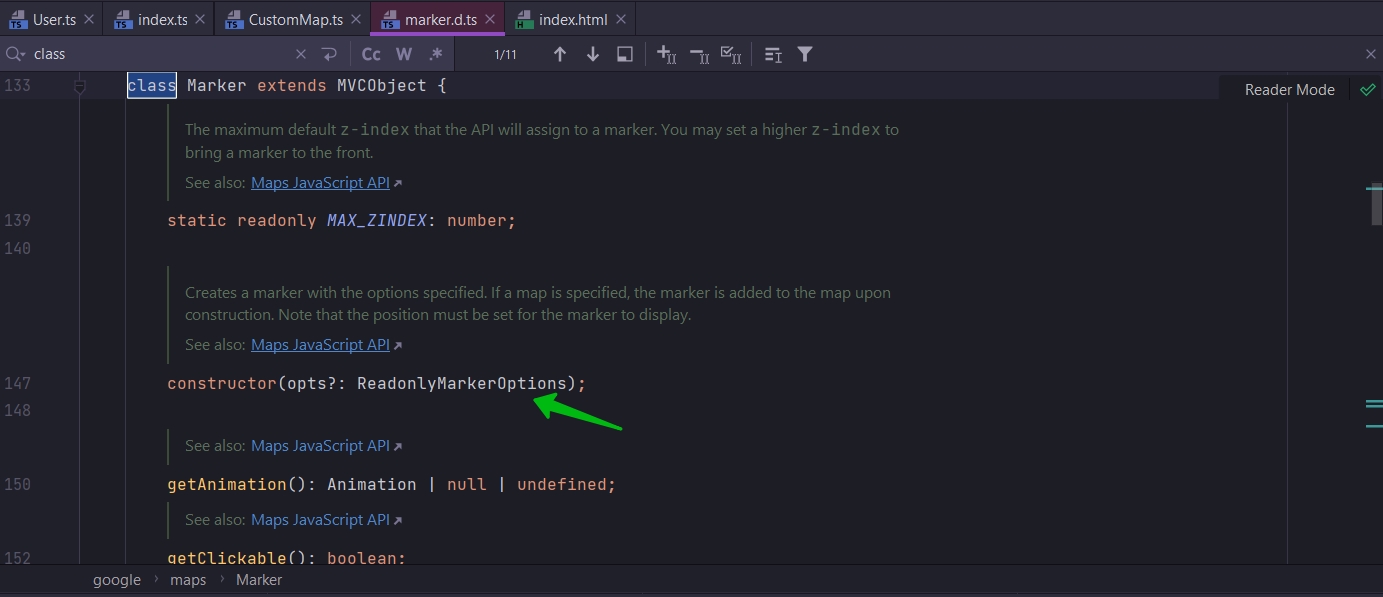 User.ts index.ts CustomMap.ts marker.d.ts index.html
class Cc W .* 1/11
133 class Marker extends MVCObject {
Reader Mode
The maximum default z-index that the API will assign to a marker. You may set a higher z-index to
bring a marker to the front.
See also: Maps JavaScript API
139 static readonly MAX_ZINDEX: number;
140
Creates a marker with the options specified. If a map is specified, the marker is added to the map upon
construction. Note that the position must be set for the marker to display.
See also: Maps JavaScript API
147 constructor(opts?: ReadonlyMarkerOptions);
148
See also: Maps JavaScript API
150 getAnimation(): Animation | null | undefined;
See also: Maps JavaScript API
152 getClickable(): boolean;
google › maps › Marker